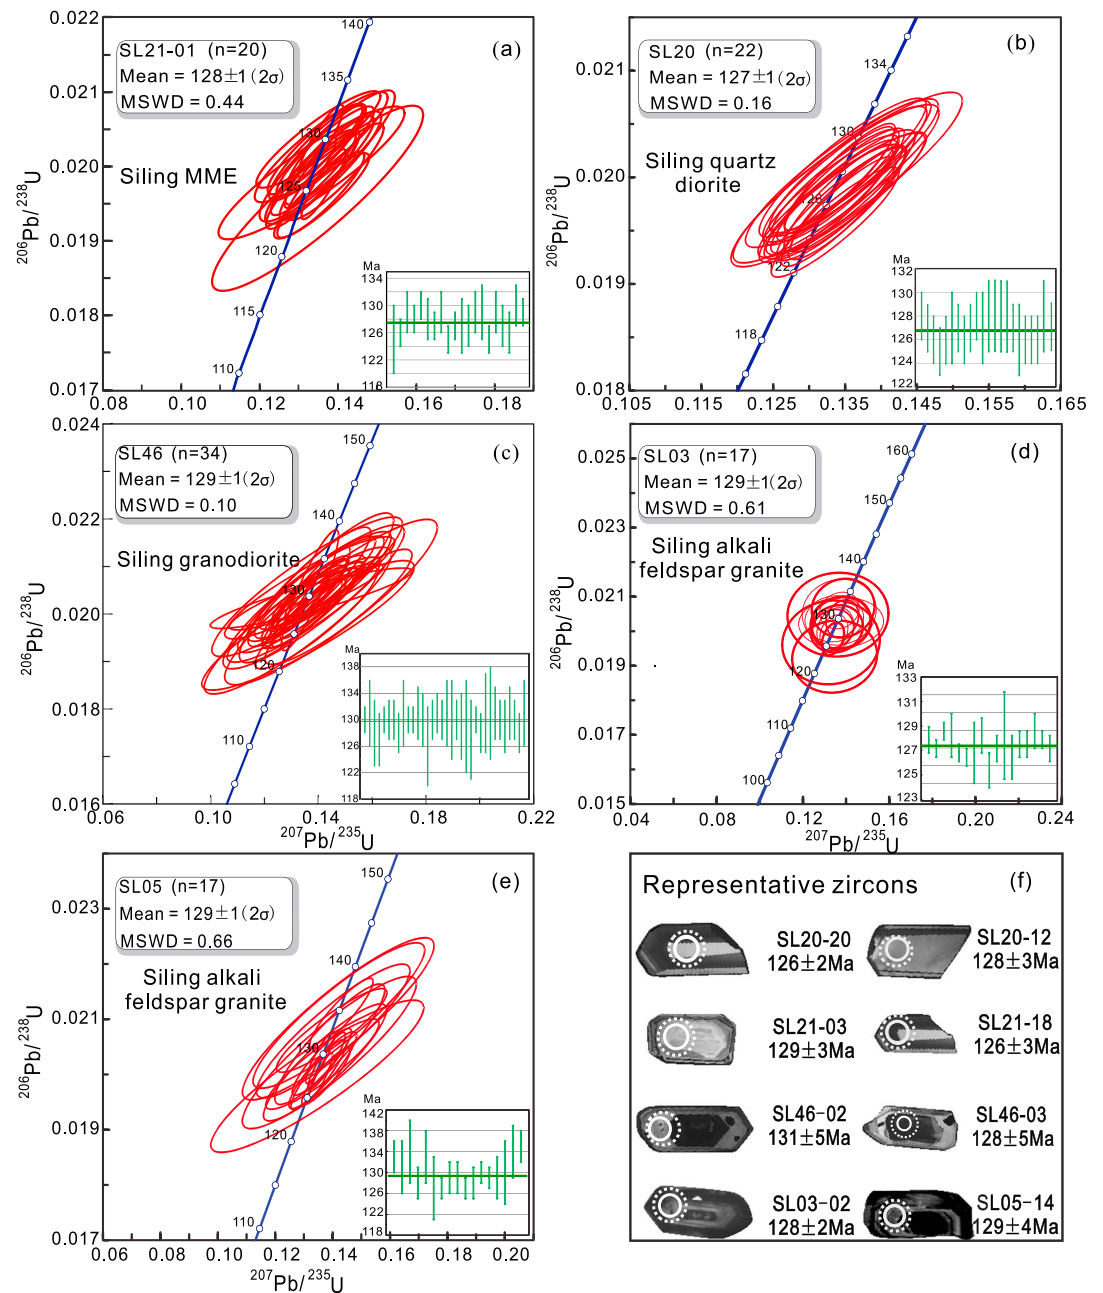 (a)
SL21-01 (n=20)
Mean = 128±1(2σ)
MSWD = 0.44
Siling MME
206Pb/238U
0.022
0.021
0.020
0.019
0.018
0.017
0.08
0.10
0.12
0.14
0.16
0.18
140
135
130
125
120
115
110
Ma
134
130
126
122
118
(b)
SL20 (n=22)
Mean = 127±1(2σ)
MSWD = 0.16
Siling quartz
diorite
206Pb/238U
0.021
0.020
0.019
0.018
0.105
0.115
0.125
0.135
0.145
0.155
0.165
134
130
126
122
118
Ma
132
130
128
126
124
122
(c)
SL46 (n=34)
Mean = 129±1(2σ)
MSWD = 0.10
Siling granodiorite
206Pb/238U
0.024
0.022
0.020
0.018
0.016
0.06
0.10
0.14
0.18
0.22
207Pb/235U
150
140
130
120
110
Ma
138
134
130
126
122
118
(d)
SL03 (n=17)
Mean = 129±1(2σ)
MSWD = 0.61
Siling alkali
feldspar granite
206Pb/238U
0.025
0.023
0.021
0.019
0.017
0.015
0.04
0.08
0.12
0.16
0.20
0.24
207Pb/235U
160
150
140
130
120
110
100
Ma
133
131
129
127
125
123
(e)
SL05 (n=17)
Mean = 129±1(2σ)
MSWD = 0.66
Siling alkali
feldspar granite
206Pb/238U
0.023
0.021
0.019
0.017
0.06
0.08
0.10
0.12
0.14
0.16
0.18
0.20
207Pb/235U
150
140
130
120
110
Ma
142
138
134
130
126
122
118
Representative zircons (f)
SL20-20
126±2Ma
SL20-12
128±3Ma
SL21-03
129±3Ma
SL21-18
126±3Ma
SL46-02
131±5Ma
SL46-03
128±5Ma
SL03-02
128±2Ma
SL05-14
129±4Ma